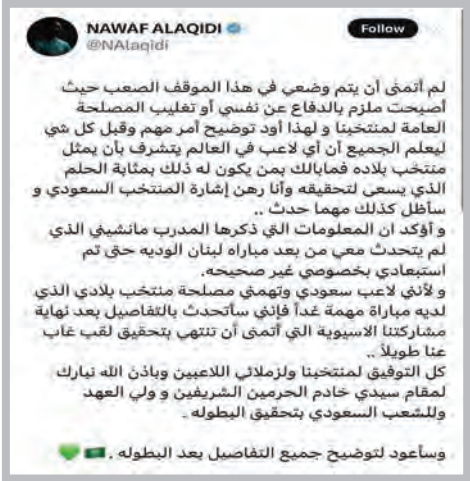 NAWAF ALAQIDI
Follow
@NAlaqidi
لم أتمنى أن يتم وضعي في هذا الموقف الصعب حيث
أصبحت ملزم بالدفاع عن نفسي أو تغليب المصلحة
العامة لمنتخبنا و لهذا أود توضيح أمر مهم وقبل كل شي
ليعلم الجميع أن أي لاعب في العالم يتشرف بأن يمثل
منتخب بلاده فمابالك بمن يكون له ذلك بمثابة الحلم
الذي يسعى لتحقيقه وأنا رهن إشارة المنتخب السعودي و
سأظل كذلك مهما حدث ..
و أؤكد ان المعلومات التي ذكرها المدرب مانشيني الذي
لم يتحدث معي من بعد مباراه لبنان الوديه حتى تم
استبعادي بخصوصي غير صحيحه.
و لأنني لاعب سعودي وتهمني مصلحة منتخب بلادي الذي
لديه مباراة مهمة غداً فإنني سأتحدث بالتفاصيل بعد نهاية
مشاركتنا الاسيوية التي أتمنى أن تنتهي بتحقيق لقب غاب
عنا طويلاً ..
كل التوفيق لمنتخبنا ولزملائي اللاعبين وباذن الله نبارك
لمقام سيدي خادم الحرمين الشريفين و ولي العهد
وللشعب السعودي بتحقيق البطوله .
وسأعود لتوضيح جميع التفاصيل بعد البطوله . 🇸🇦 💚